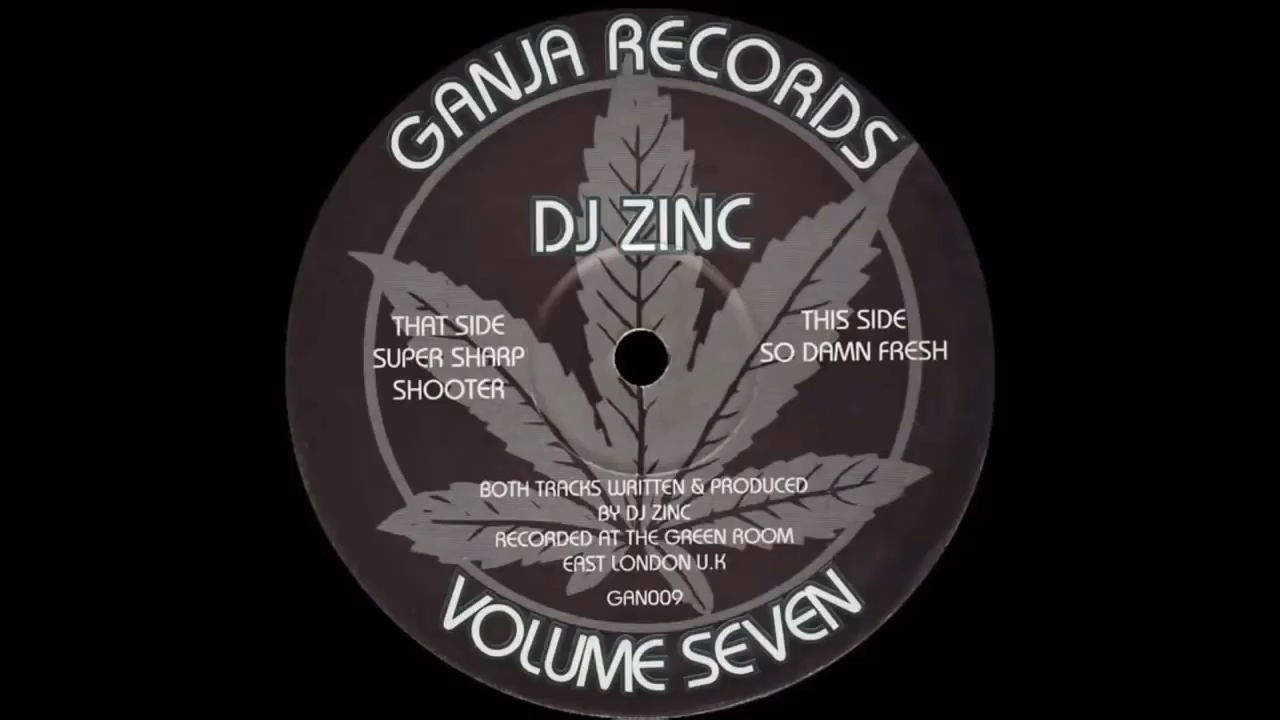 GANJA RECORDS
DJ ZINC
THAT SIDE
SUPER SHARP
SHOOTER
THIS SIDE
SO DAMN FRESH
BOTH TRACKS WRITTEN & PRODUCED
BY DJ ZINC
RECORDED AT THE GREEN ROOM
EAST LONDON U.K
GAN009
VOLUME SEVEN